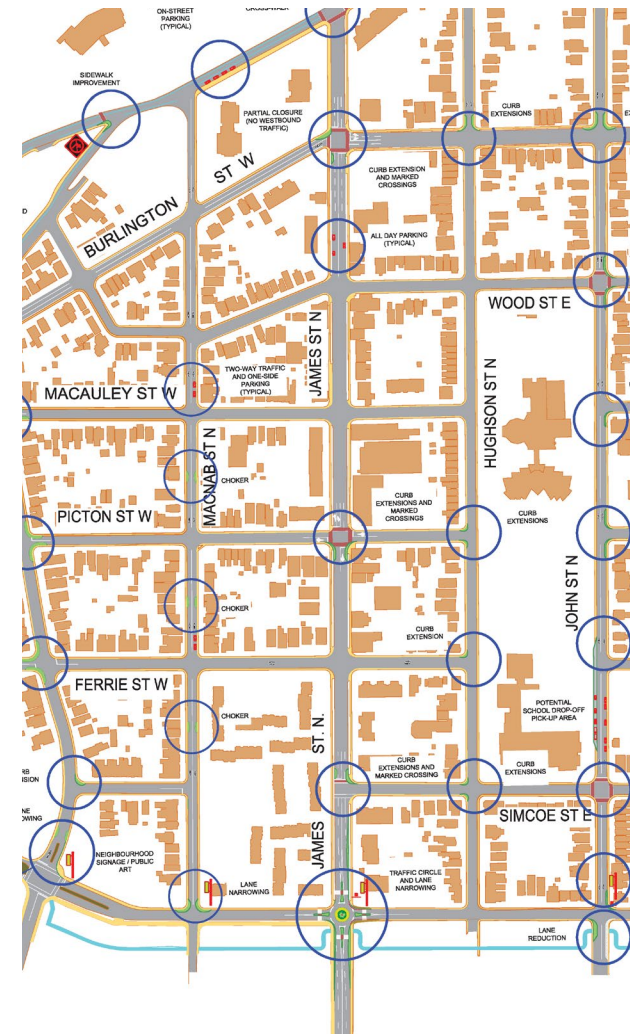 ON-STREET
PARKING
(TYPICAL)
SIDEWALK
IMPROVEMENT
PARTIAL CLOSURE
(NO WESTBOUND
TRAFFIC)
CURB
EXTENSIONS
BURLINGTON ST W
CURB EXTENSION
AND MARKED
CROSSINGS
ALL DAY PARKING
(TYPICAL)
WOOD ST E
JAMES ST N
HUGHSON ST N
TWO-WAY TRAFFIC
AND ONE-SIDE
PARKING
(TYPICAL)
MACAULEY ST W
MACNAB ST N
CHOKER
CURB
EXTENSIONS AND
MARKED
CROSSINGS
CURB
EXTENSIONS
PICTON ST W
JOHN ST N
CHOKER
CURB
EXTENSION
FERRIE ST W
CHOKER
POTENTIAL
SCHOOL DROP-OFF
PICK-UP AREA
JAMES ST. N.
CURB
EXTENSIONS AND
MARKED CROSSING
CURB
EXTENSIONS
SIMCOE ST E
NEIGHBOURHOOD
SIGNAGE / PUBLIC
ART
LANE
NARROWING
TRAFFIC CIRCLE
AND LANE
NARROWING
LANE
REDUCTION